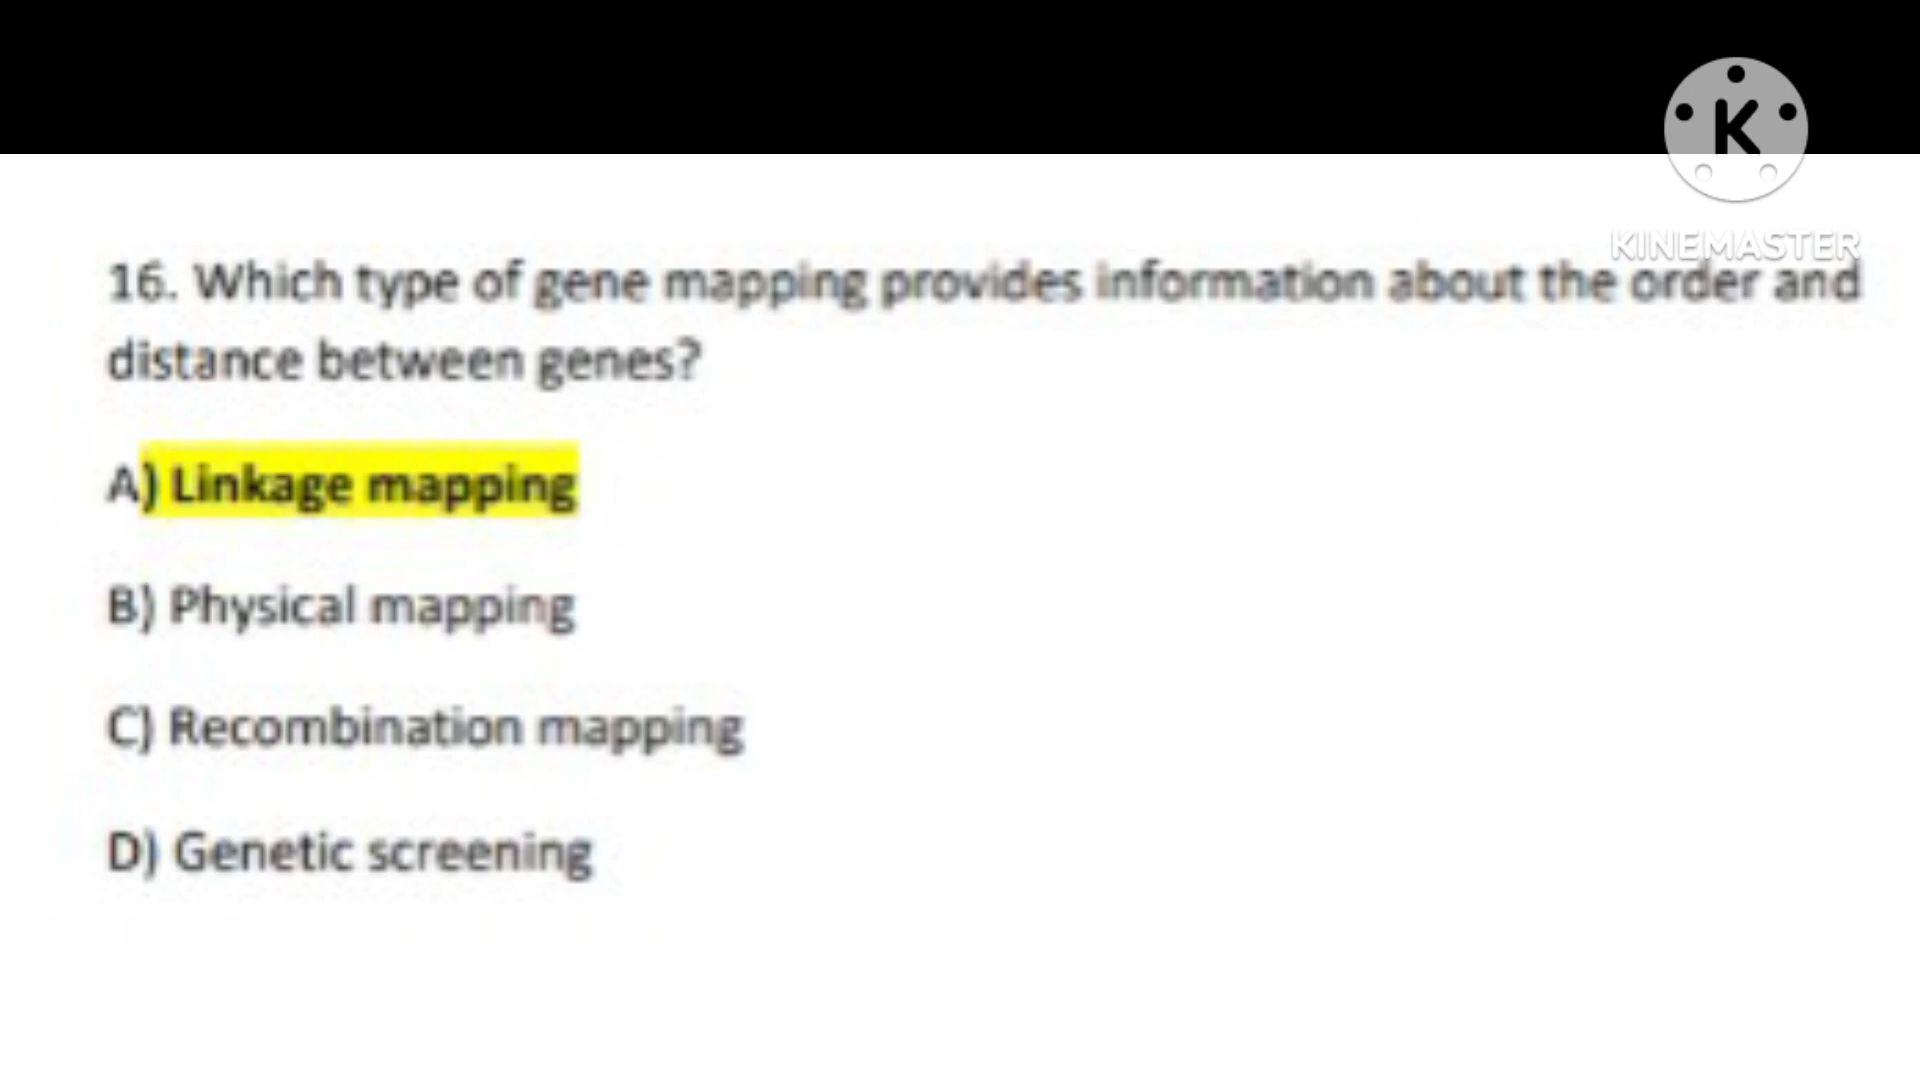 K
KINEMASTER
16. Which type of gene mapping provides information about the order and
distance between genes?
A) Linkage mapping
B) Physical mapping
C) Recombination mapping
D) Genetic screening